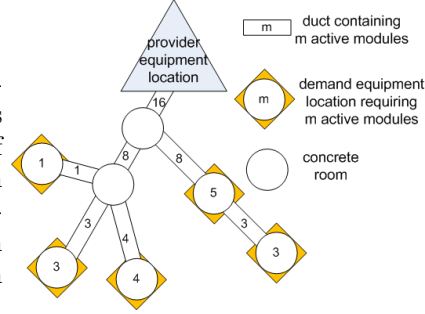 provider
equipment
location
16
8
8
1
1
5
3
3
3
4
3
4
m
duct containing
m active modules
m
demand equipment
location requiring
m active modules
concrete
room